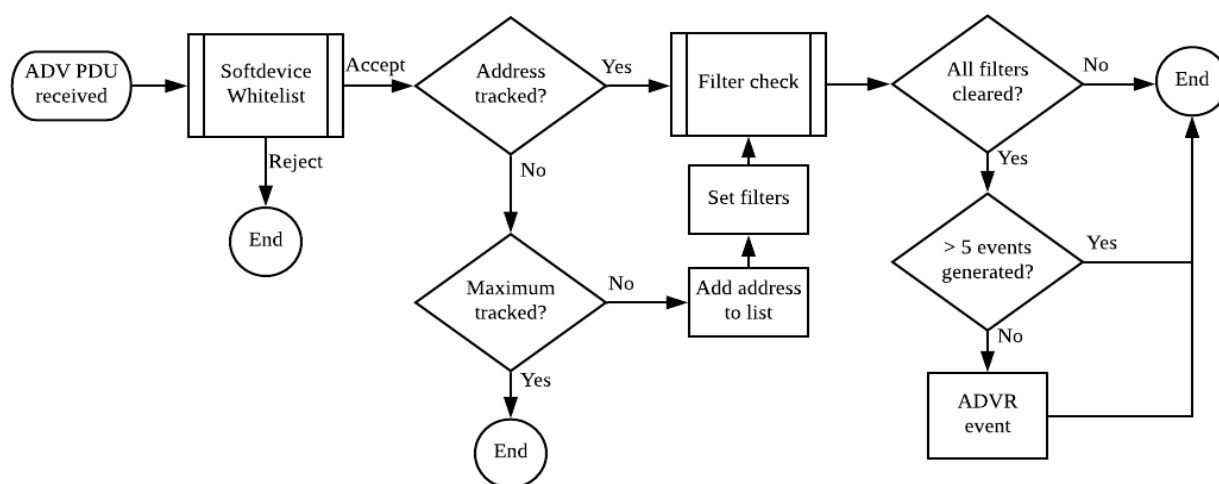 ADV PDU
received
Softdevice
Whitelist
Accept
Reject
End
Address
tracked?
Yes
No
Maximum
tracked?
No
Yes
End
Add address
to list
Set filters
Filter check
All filters
cleared?
No
Yes
End
> 5 events
generated?
Yes
No
ADVR
event